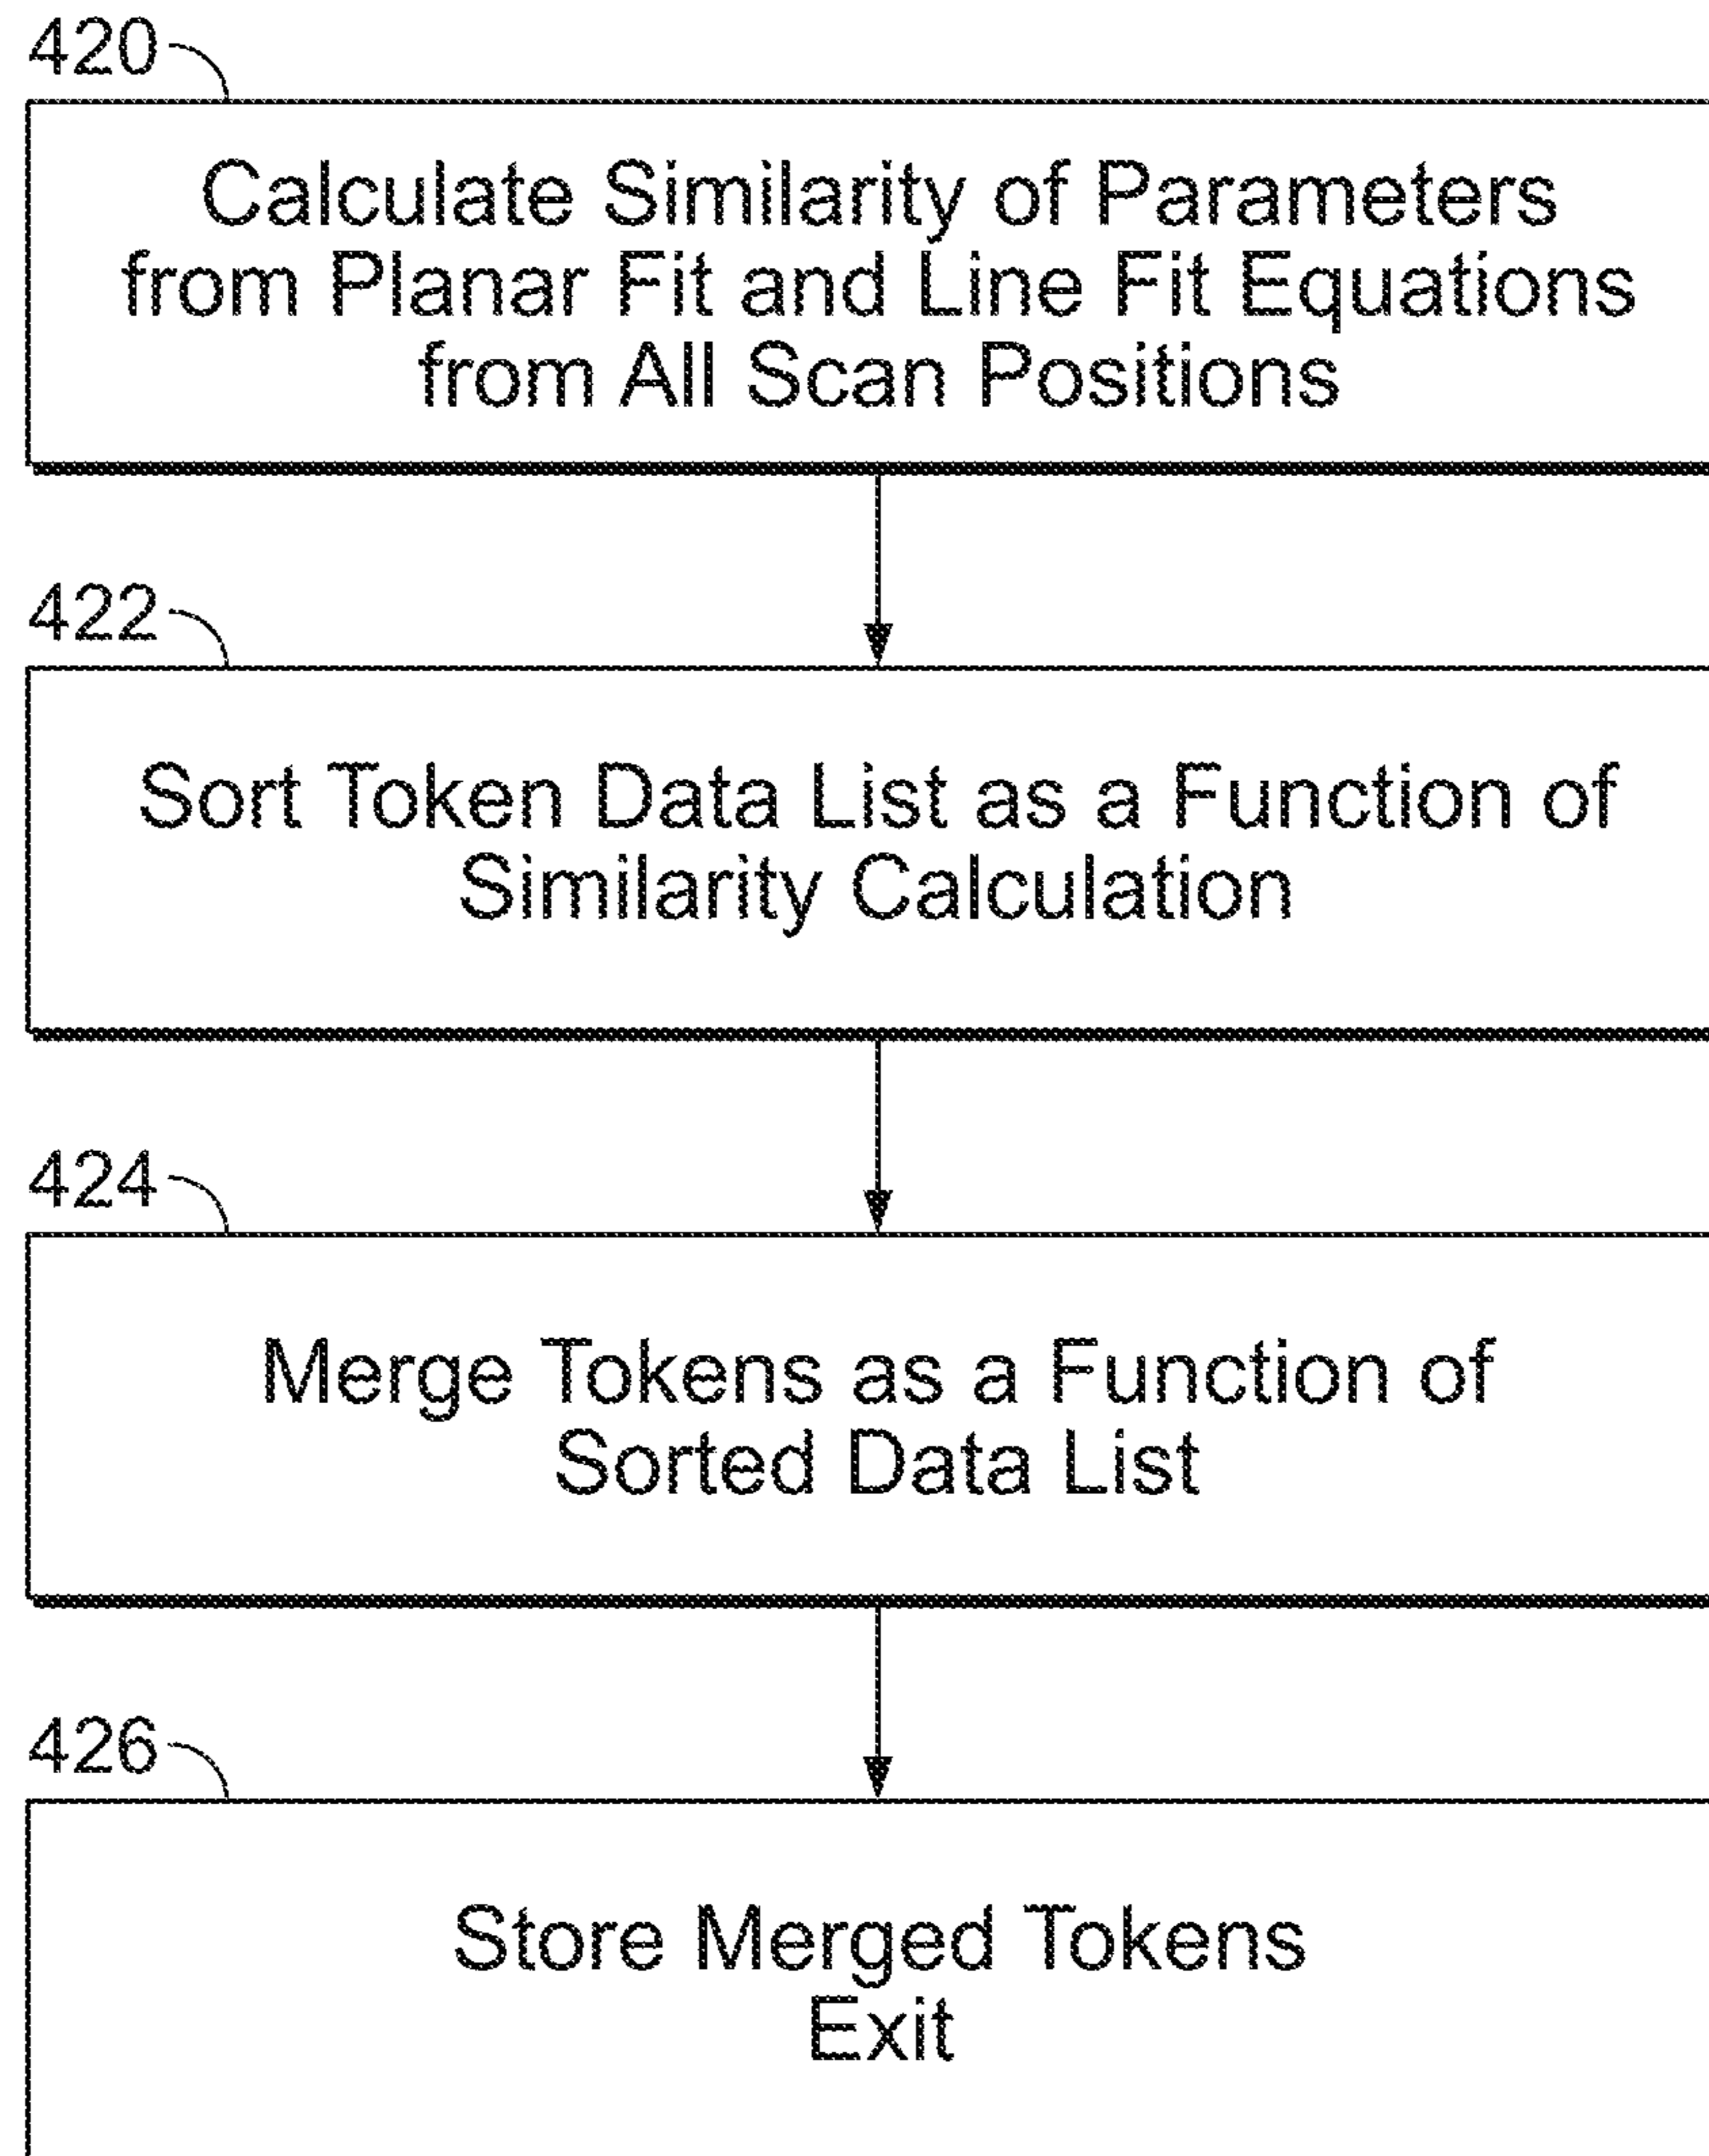 420
Calculate Similarity of Parameters
from Planar Fit and Line Fit Equations
from All Scan Positions
422
Sort Token Data List as a Function of
Similarity Calculation
424
Merge Tokens as a Function of
Sorted Data List
426
Store Merged Tokens
Exit